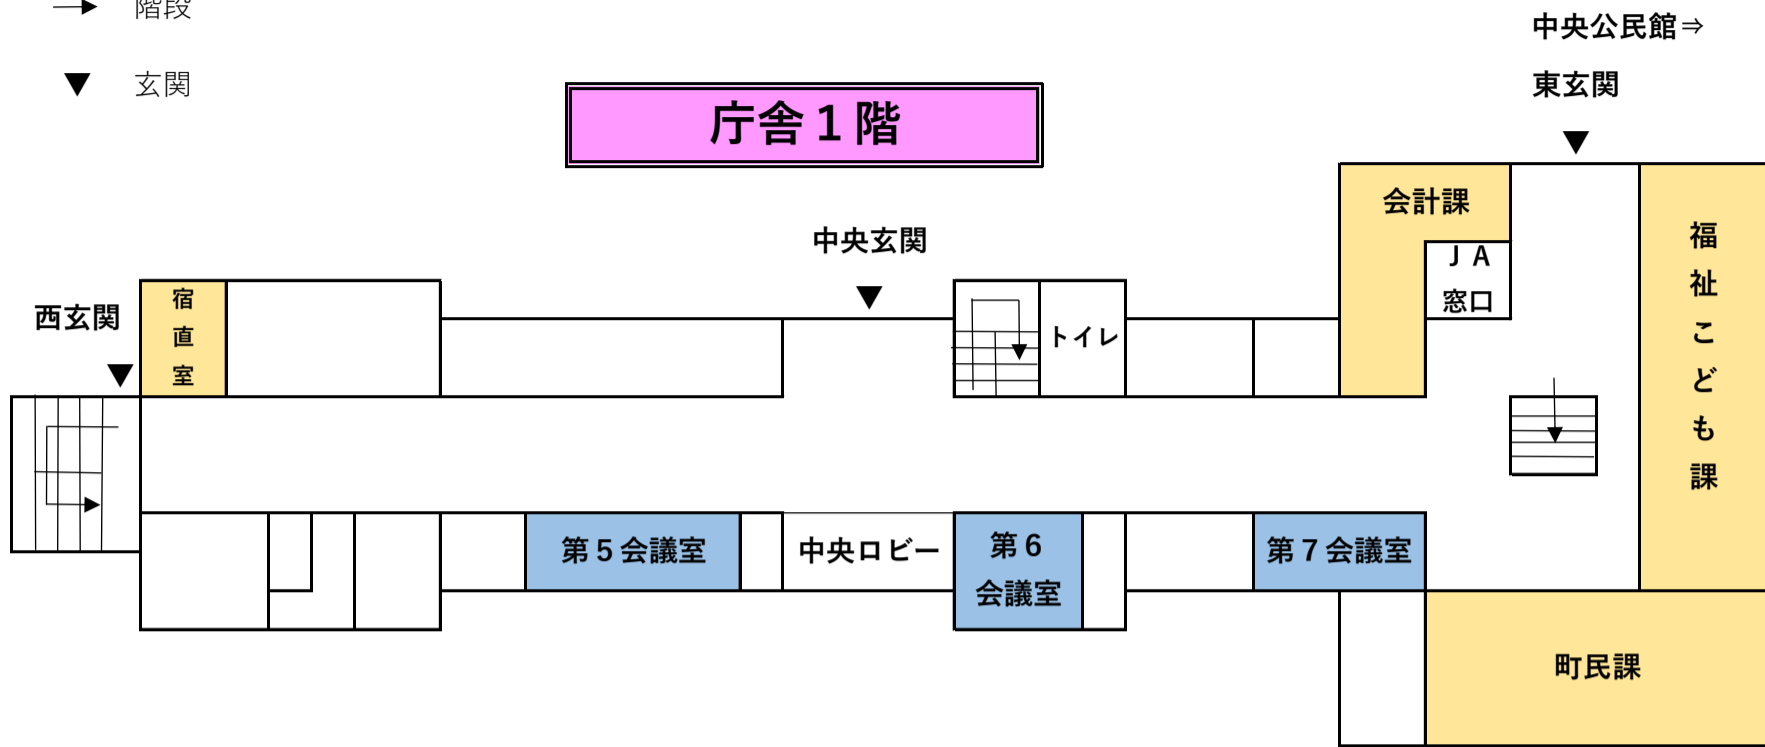 階段
玄関
庁舎１階
中央公民館⇒
東玄関
会計課
ＪＡ
窓口
福祉こども課
中央玄関
西玄関
宿直室
トイレ
第５会議室
中央ロビー
第６
会議室
第７会議室
町民課